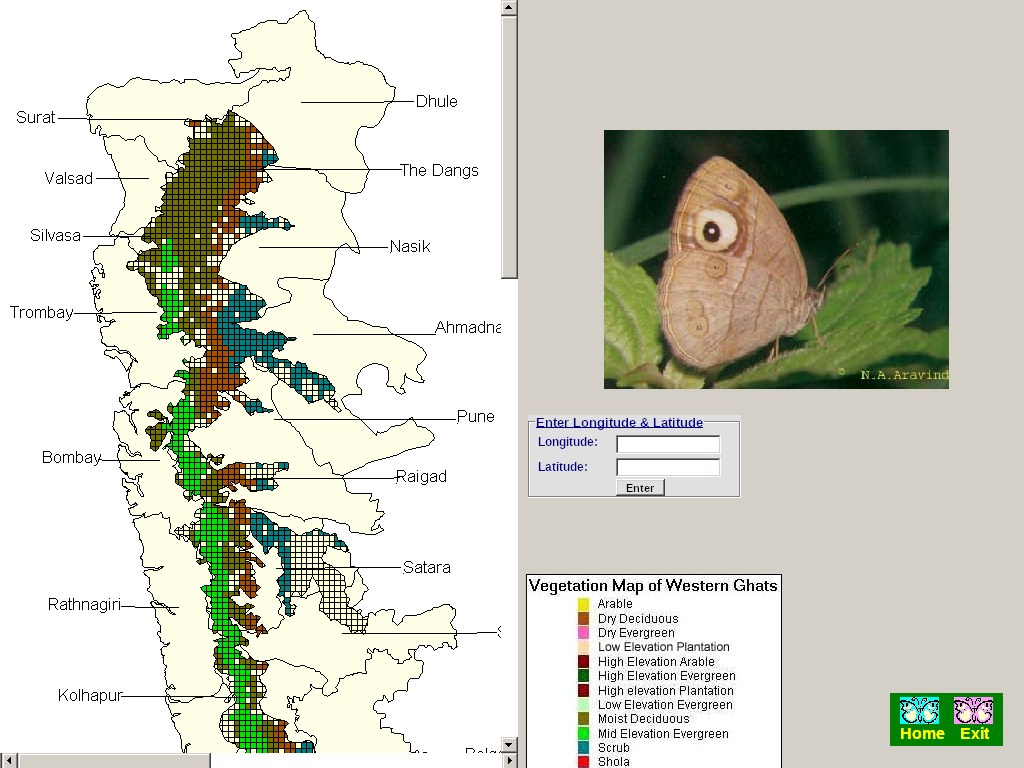 Dhule
Surat
The Dangs
Valsad
Silvasa
Nasik
Trombay
Ahmadna
Pune
Bombay
Raigad
Satara
Rathnagiri
Kolhapur
© N.A.Aravind
Enter Longitude & Latitude
Longitude:
Latitude:
Enter
Vegetation Map of Western Ghats
Arable
Dry Deciduous
Dry Evergreen
Low Elevation Plantation
High Elevation Arable
High Elevation Evergreen
High elevation Plantation
Low Elevation Evergreen
Moist Deciduous
Mid Elevation Evergreen
Scrub
Shola
Home Exit